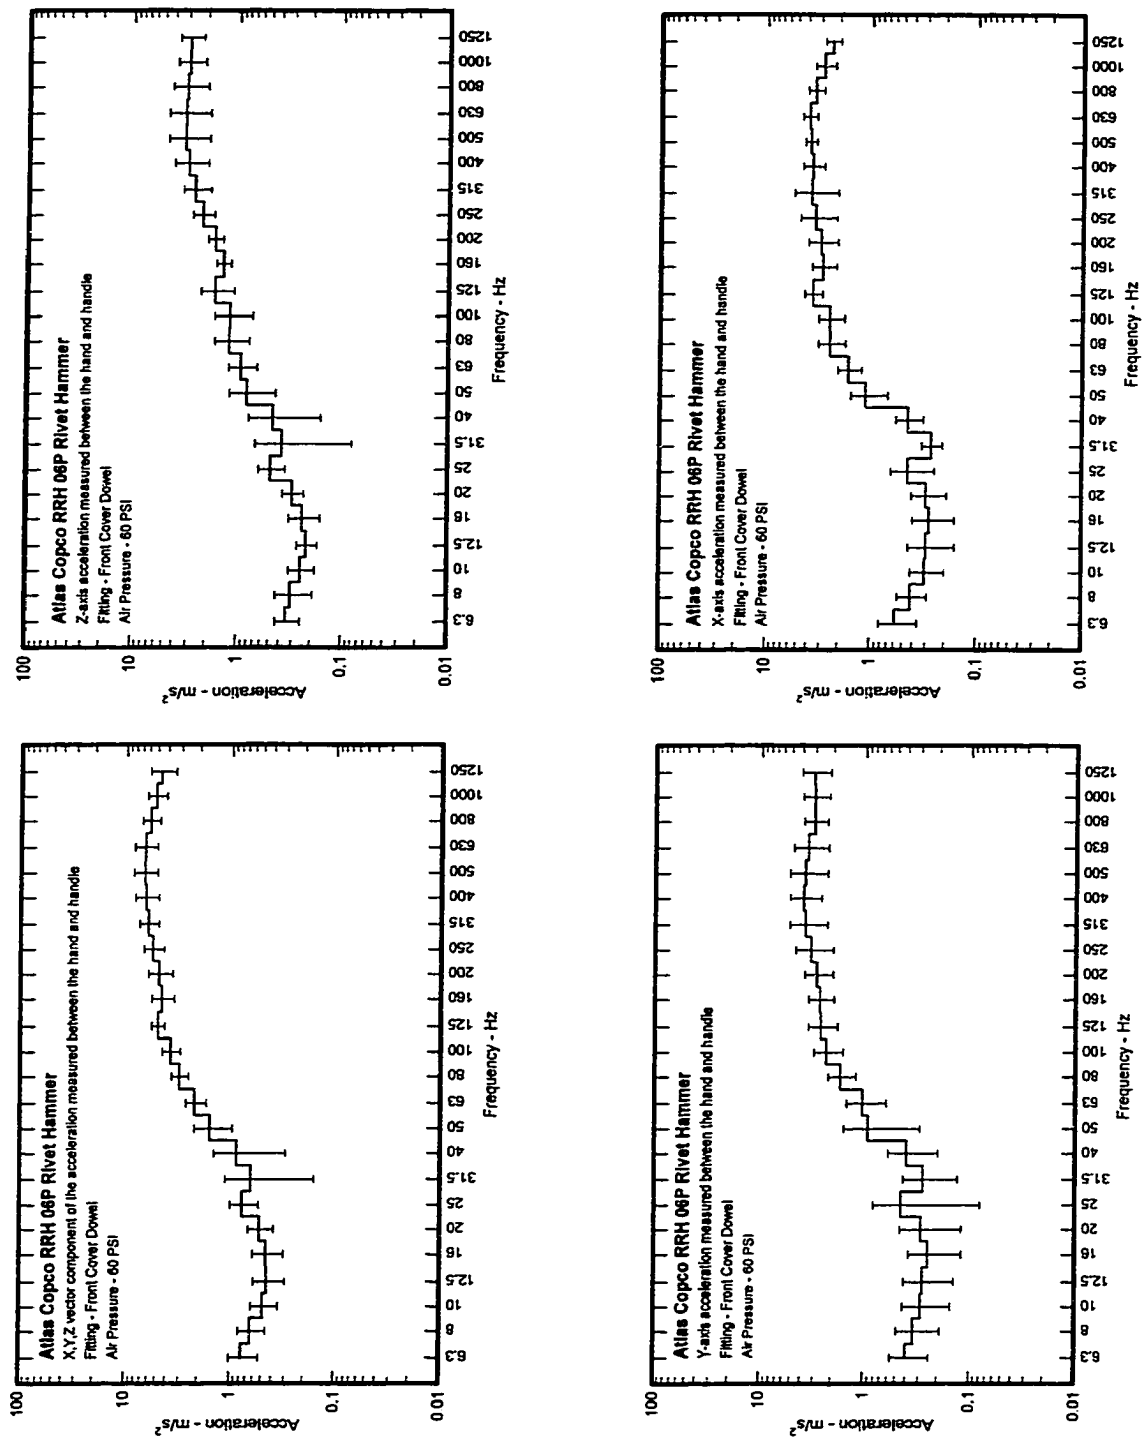 Atlas Copco RRH 06P Rivet Hammer
X,Y,Z vector component of the acceleration measured between the hand and handle
Fitting - Front Cover Dowel
Air Pressure - 60 PSI
Acceleration - m/s²
100
10
1
0.1
0.01
6.3 8 10 12.5 16 20 25 31.5 40 50 63 80 100 125 160 200 250 315 400 500 630 800 1000 1250
Frequency - Hz
Atlas Copco RRH 06P Rivet Hammer
Z-axis acceleration measured between the hand and handle
Fitting - Front Cover Dowel
Air Pressure - 60 PSI
Acceleration - m/s²
100
10
1
0.1
0.01
6.3 8 10 12.5 16 20 25 31.5 40 50 63 80 100 125 160 200 250 315 400 500 630 800 1000 1250
Frequency - Hz
Atlas Copco RRH 06P Rivet Hammer
Y-axis acceleration measured between the hand and handle
Fitting - Front Cover Dowel
Air Pressure - 60 PSI
Acceleration - m/s²
100
10
1
0.1
0.01
6.3 8 10 12.5 16 20 25 31.5 40 50 63 80 100 125 160 200 250 315 400 500 630 800 1000 1250
Frequency - Hz
Atlas Copco RRH 06P Rivet Hammer
X-axis acceleration measured between the hand and handle
Fitting - Front Cover Dowel
Air Pressure - 60 PSI
Acceleration - m/s²
100
10
1
0.1
0.01
6.3 8 10 12.5 16 20 25 31.5 40 50 63 80 100 125 160 200 250 315 400 500 630 800 1000 1250
Frequency - Hz